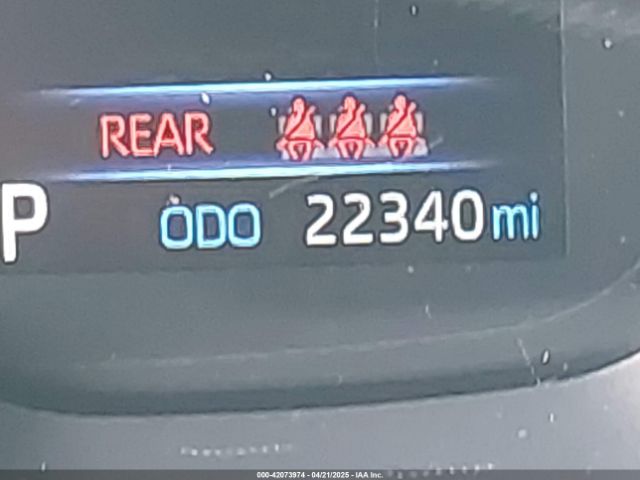 REAR
P ODO 22340 mi
000-42073974 - 04/21/2025 - IAA Inc.